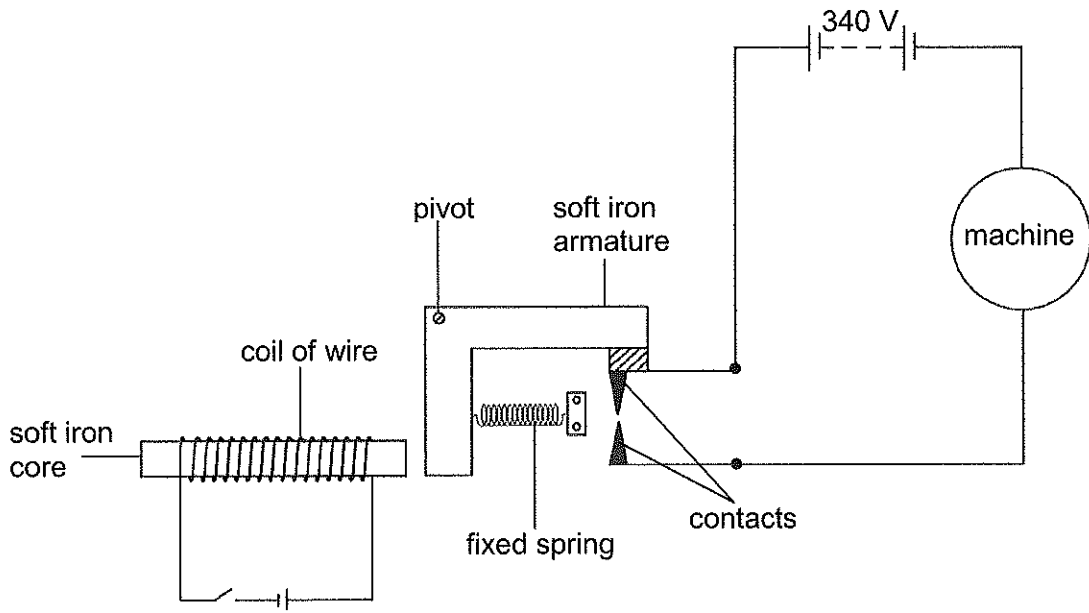 340 V
pivot
soft iron
armature
machine
coil of wire
soft iron
core
fixed spring
contacts